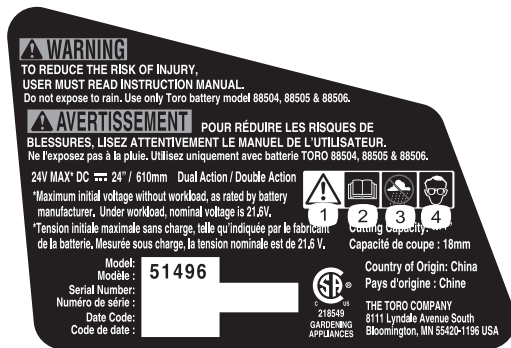 WARNING
TO REDUCE THE RISK OF INJURY,
USER MUST READ INSTRUCTION MANUAL.
Do not expose to rain. Use only Toro battery model 88504, 88505 & 88506.
AVERTISSEMENT POUR RÉDUIRE LES RISQUES DE
BLESSURES, LISEZ ATTENTIVEMENT LE MANUEL DE L'UTILISATEUR.
Ne l'exposez pas à la pluie. Utilisez uniquement avec batterie TORO 88504, 88505 & 88506.
24V MAX* DC 24" / 610mm Dual Action / Double Action
*Maximum initial voltage without workload, as rated by battery
manufacturer. Under workload, nominal voltage is 21.6V.
*Tension initiale maximale sans charge, telle qu'indiquée par le fabricant
de la batterie. Mesurée sous charge, la tension nominale est de 21.6 V.
1 2 3 4
Cutting Capacity:
Capacité de coupe : 18mm
Model:
Modèle : 51496
Serial Number:
Numéro de série :
Date Code:
Code de date :
SA ®
C US
218549
GARDENING
APPLIANCES
Country of Origin: China
Pays d'origine : Chine
THE TORO COMPANY
8111 Lyndale Avenue South
Bloomington, MN 55420-1196 USA